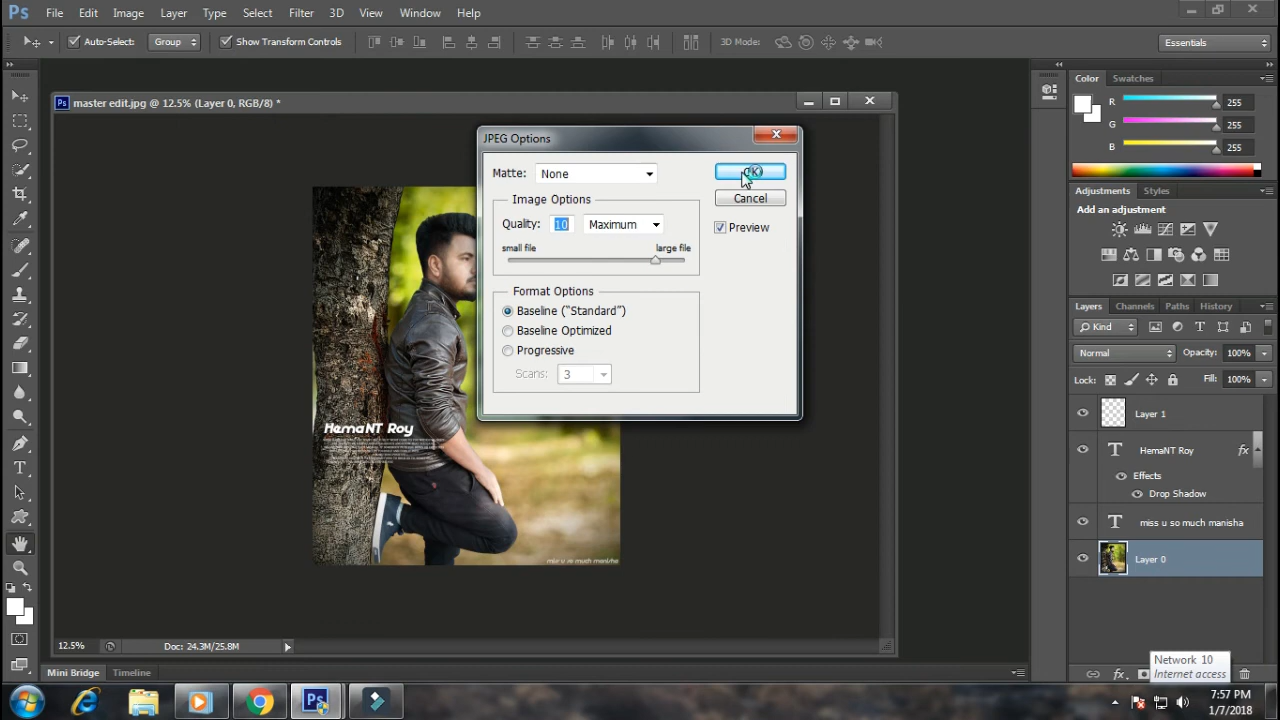 Ps File Edit Image Layer Type Select Filter 3D View Window Help
Auto-Select: Group Show Transform Controls 3D Mode: Essentials
master edit.jpg @ 12.5% (Layer 0, RGB/8) *
JPEG Options
Matte: None
Cancel
Image Options
Quality: 10 Maximum
Preview
small file large file
Format Options
Baseline ("Standard")
Baseline Optimized
Progressive
Scans: 3
HemaNT Roy
miss u so much manisha
12.5% Doc: 24.3M/25.8M
Mini Bridge Timeline
Color Swatches
R 255
G 255
B 255
Adjustments Styles
Add an adjustment
Layers Channels Paths History
Kind
Normal Opacity: 100%
Lock: Fill: 100%
Layer 1
T HemaNT Roy fx
Effects
Drop Shadow
T miss u so much manisha
Layer 0
Network 10
Internet access
fx
Ps
7:57 PM
1/7/2018